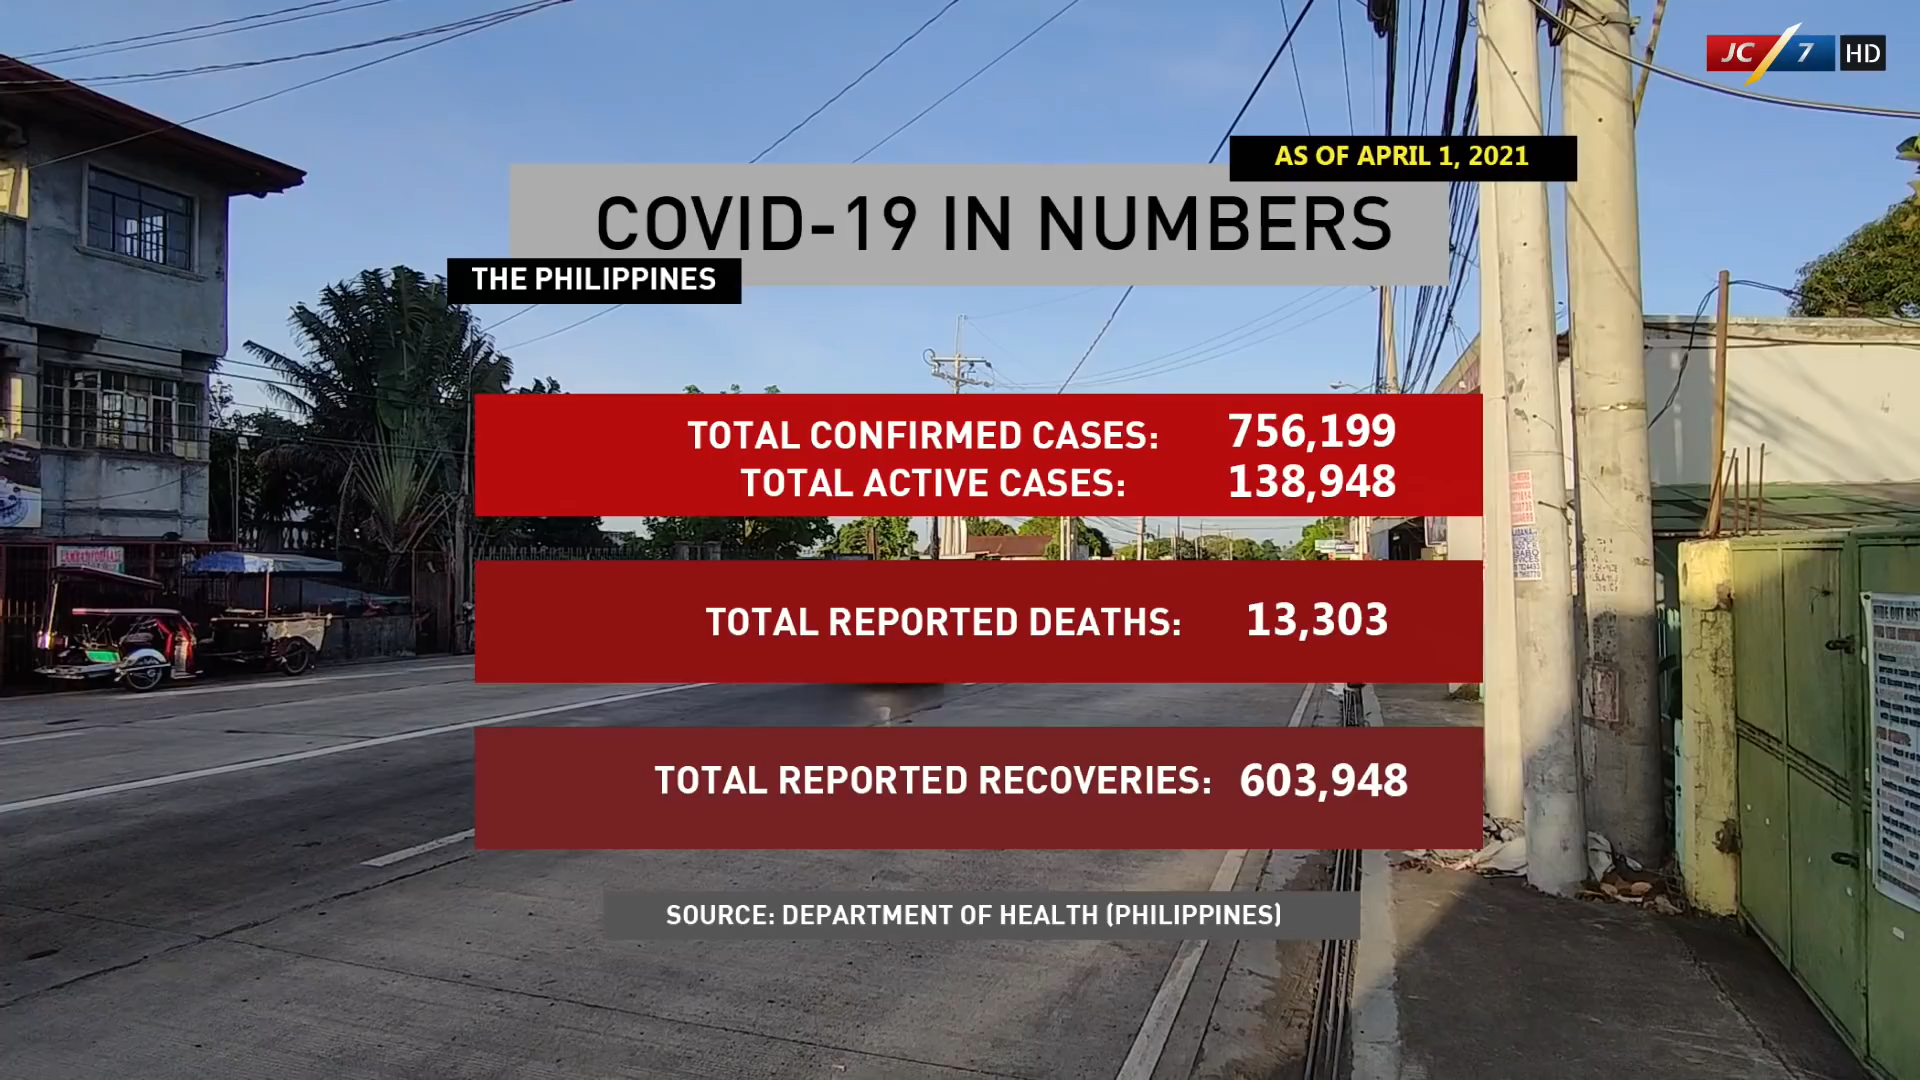 JC 7 HD
AS OF APRIL 1, 2021
COVID-19 IN NUMBERS
THE PHILIPPINES
TOTAL CONFIRMED CASES: 756,199
TOTAL ACTIVE CASES: 138,948
TOTAL REPORTED DEATHS: 13,303
TOTAL REPORTED RECOVERIES: 603,948
SOURCE: DEPARTMENT OF HEALTH (PHILIPPINES)